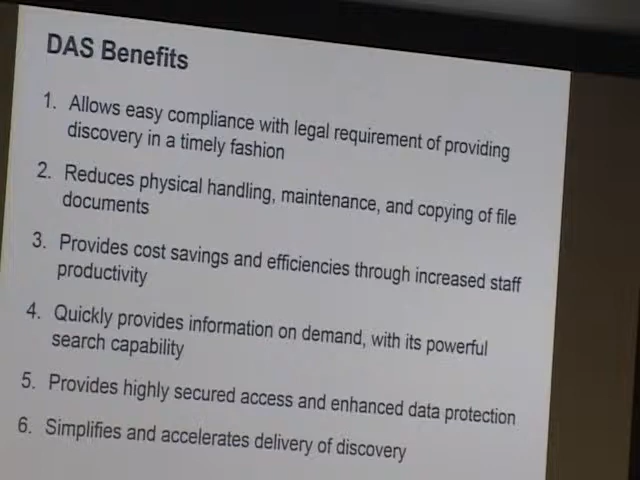 DAS Benefits
1. Allows easy compliance with legal requirement of providing
discovery in a timely fashion
2. Reduces physical handling, maintenance, and copying of file
documents
3. Provides cost savings and efficiencies through increased staff
productivity
4. Quickly provides information on demand, with its powerful
search capability
5. Provides highly secured access and enhanced data protection
6. Simplifies and accelerates delivery of discovery